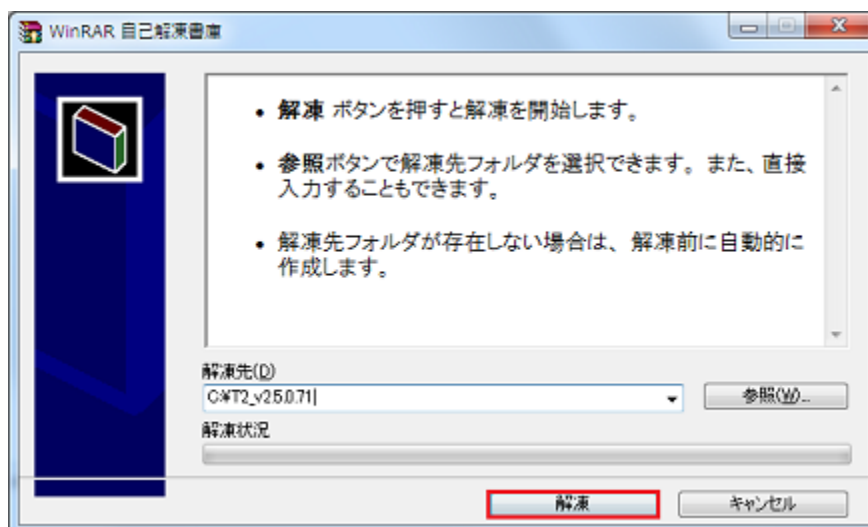 WinRAR 自己解凍書庫
• 解凍 ボタンを押すと解凍を開始します。
• 参照ボタンで解凍先フォルダを選択できます。また、直接
入力することもできます。
• 解凍先フォルダが存在しない場合は、解凍前に自動的に
作成します。
解凍先(D)
C:¥T2_v2.5.0.71
参照(W)...
解凍状況
解凍
キャンセル